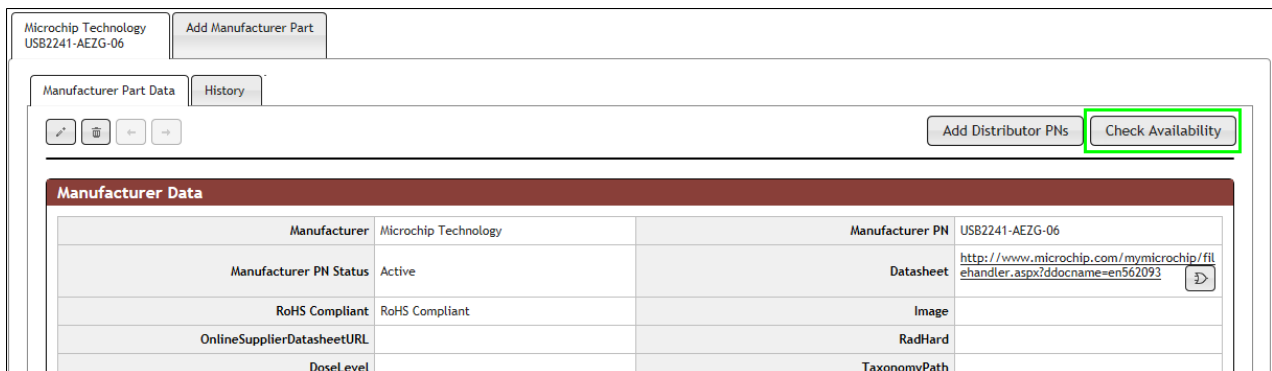 Microchip Technology
USB2241-AEZG-06
Add Manufacturer Part
Manufacturer Part Data
History
Add Distributor PNs
Check Availability
Manufacturer Data
Manufacturer
Microchip Technology
Manufacturer PN
USB2241-AEZG-06
Manufacturer PN Status
Active
Datasheet
http://www.microchip.com/mymicrochip/fil
ehandler.aspx?ddocname=en562093
RoHS Compliant
RoHS Compliant
Image
OnlineSupplierDatasheetURL
RadHard
DoseLevel
TaxonomyPath